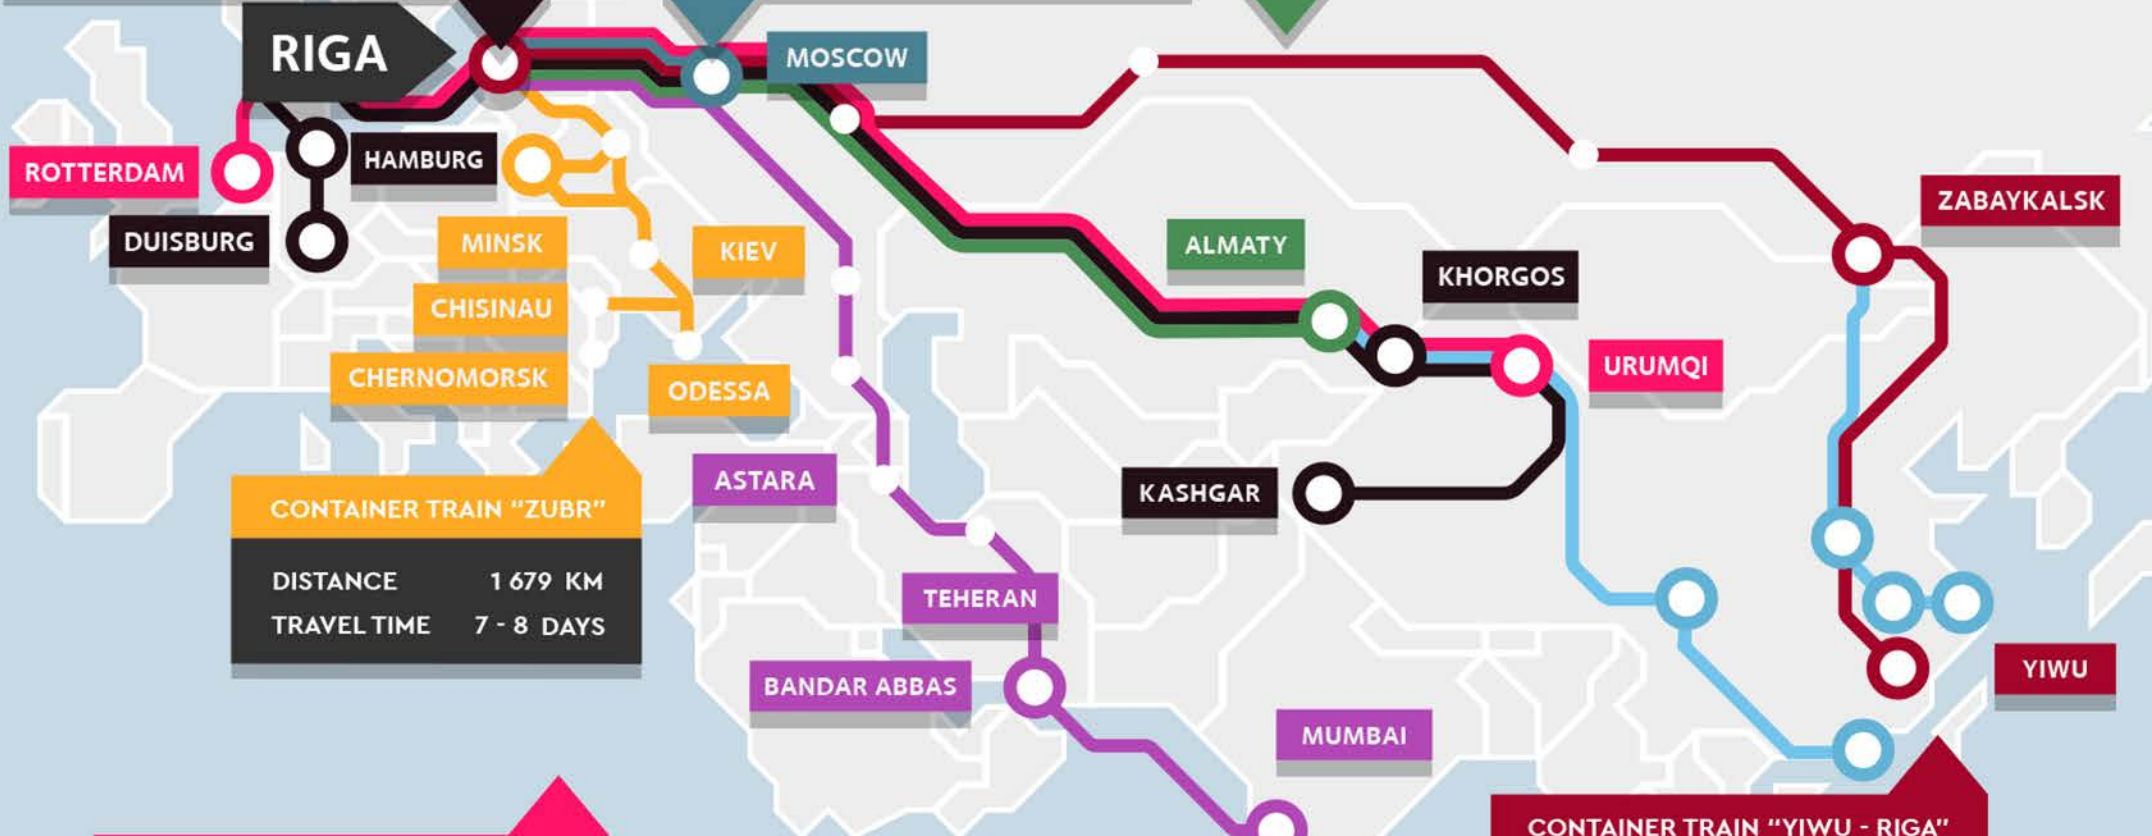 RIGA
MOSCOW
ROTTERDAM
HAMBURG
DUISBURG
MINSK
KIEV
CHISINAU
CHERNOMORSK
ODESSA
ALMATY
KHORGOS
ZABAYKALSK
URUMQI
ASTARA
KASHGAR
CONTAINER TRAIN "ZUBR"
DISTANCE 1 679 KM
TRAVEL TIME 7 - 8 DAYS
TEHERAN
BANDAR ABBAS
MUMBAI
YIWU
CONTAINER TRAIN "YIWU - RIGA"